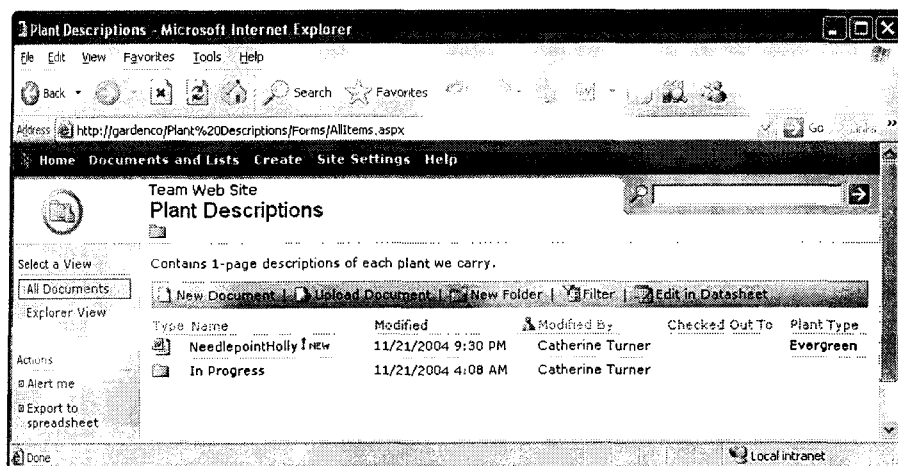 Plant Descriptions - Microsoft Internet Explorer
File Edit View Favorites Tools Help
Back Search Favorites
Address http://gardenco/Plant%20Descriptions/Forms/AllItems.aspx Go Links
Home Documents and Lists Create Site Settings Help
Team Web Site
Plant Descriptions
Select a View
All Documents
Explorer View
Actions
Alert me
Export to
spreadsheet
Contains 1-page descriptions of each plant we carry.
New Document | Upload Document | New Folder | Filter | Edit in Datasheet
Type Name Modified Modified By Checked Out To Plant Type
NeedlepointHolly ! NEW 11/21/2004 9:30 PM Catherine Turner Evergreen
In Progress 11/21/2004 4:08 AM Catherine Turner
Done Local intranet